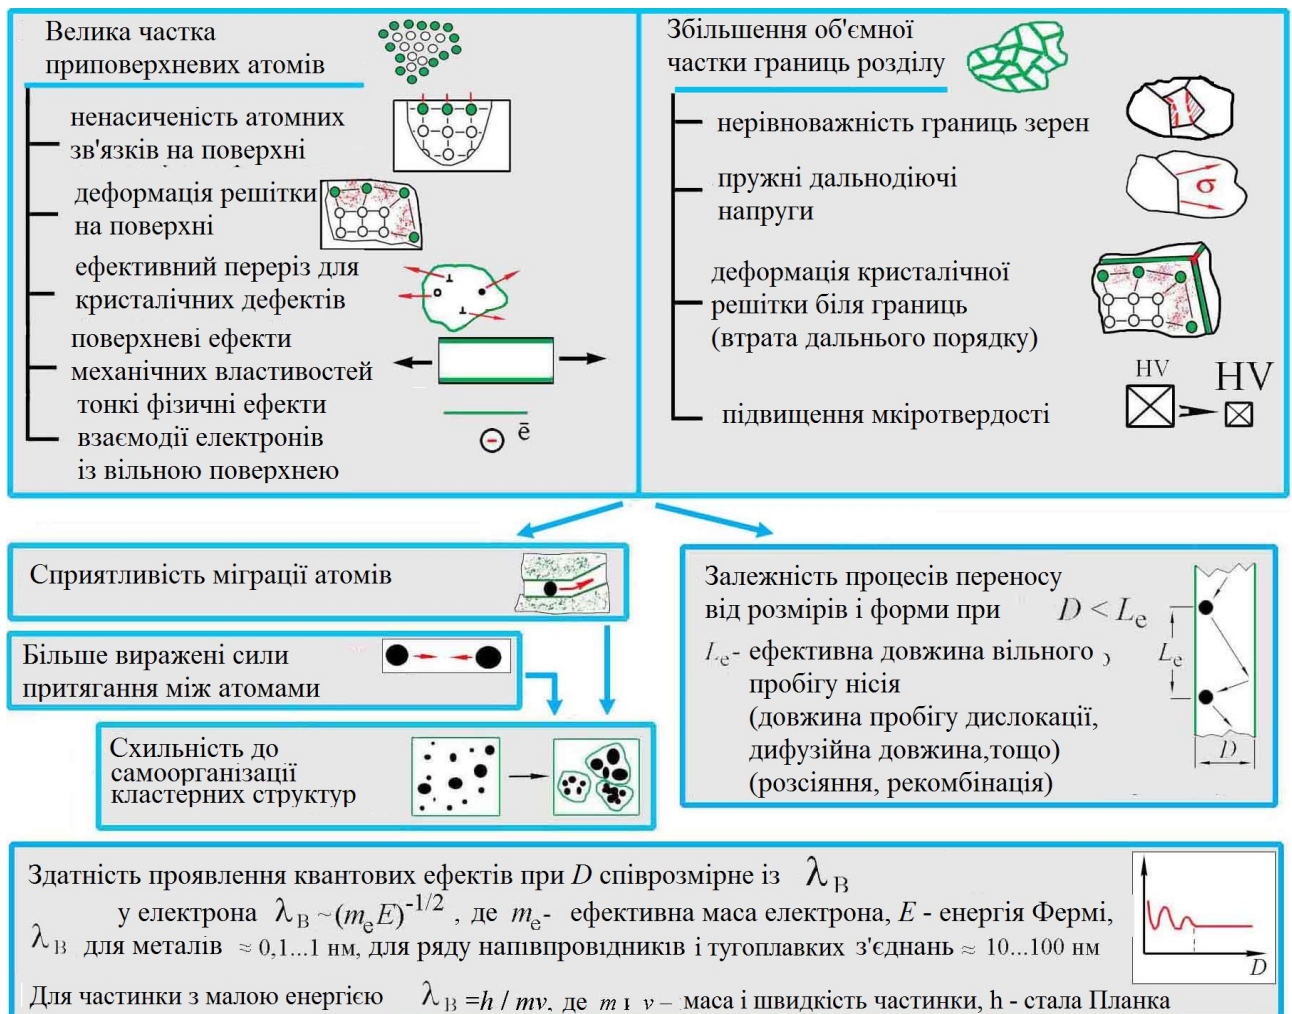 Велика частка
приповерхневих атомів
ненасиченість атомних
зв'язків на поверхні
деформація решітки
на поверхні
ефективний переріз для
кристалічних дефектів
поверхневі ефекти
механічних властивостей
тонкі фізичні ефекти
взаємодії електронів
із вільною поверхнею
ē
Збільшення об'ємної
частки границь розділу
нерівноважність границь зерен
пружні дальнодіючі
напруги
σ
деформація кристалічної
решітки біля границь
(втрата дальнього порядку)
підвищення мкіротвердості
HV HV
Сприятливість міграції атомів
Більше виражені сили
притягання між атомами
Схильність до
самоорганізації
кластерних структур
Залежність процесів переносу
від розмірів і форми при D < Lₑ
Lₑ- ефективна довжина вільного
пробігу нісія
(довжина пробігу дислокації,
дифузійна довжина,тощо)
(розсіяння, рекомбінація)
Lₑ
D
Здатність проявлення квантових ефектів при D співрозмірне із λ_B
у електрона λ_B ~(mₑE)^-1/2 , де mₑ- ефективна маса електрона, E - енергія Фермі,
λ_B для металів ≈ 0,1...1 нм, для ряду напівпровідників і тугоплавких з'єднань ≈ 10...100 нм
Для частинки з малою енергією λ_B =h / mv, де m і v – маса і швидкість частинки, h - стала Планка
D